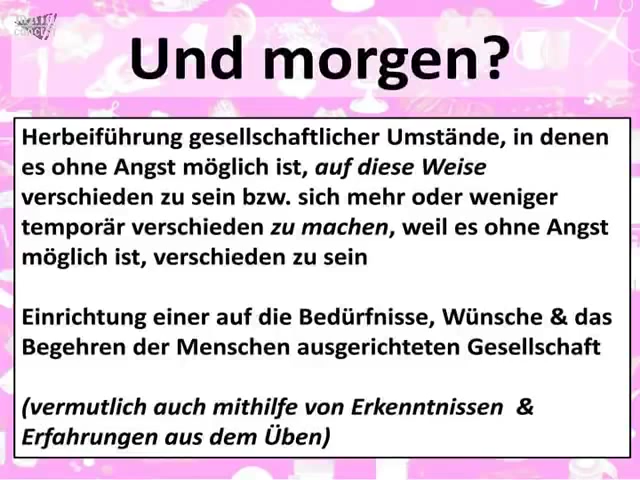 Und morgen?
Herbeiführung gesellschaftlicher Umstände, in denen
es ohne Angst möglich ist, auf diese Weise
verschieden zu sein bzw. sich mehr oder weniger
temporär verschieden zu machen, weil es ohne Angst
möglich ist, verschieden zu sein
Einrichtung einer auf die Bedürfnisse, Wünsche & das
Begehren der Menschen ausgerichteten Gesellschaft
(vermutlich auch mithilfe von Erkenntnissen &
Erfahrungen aus dem Üben)